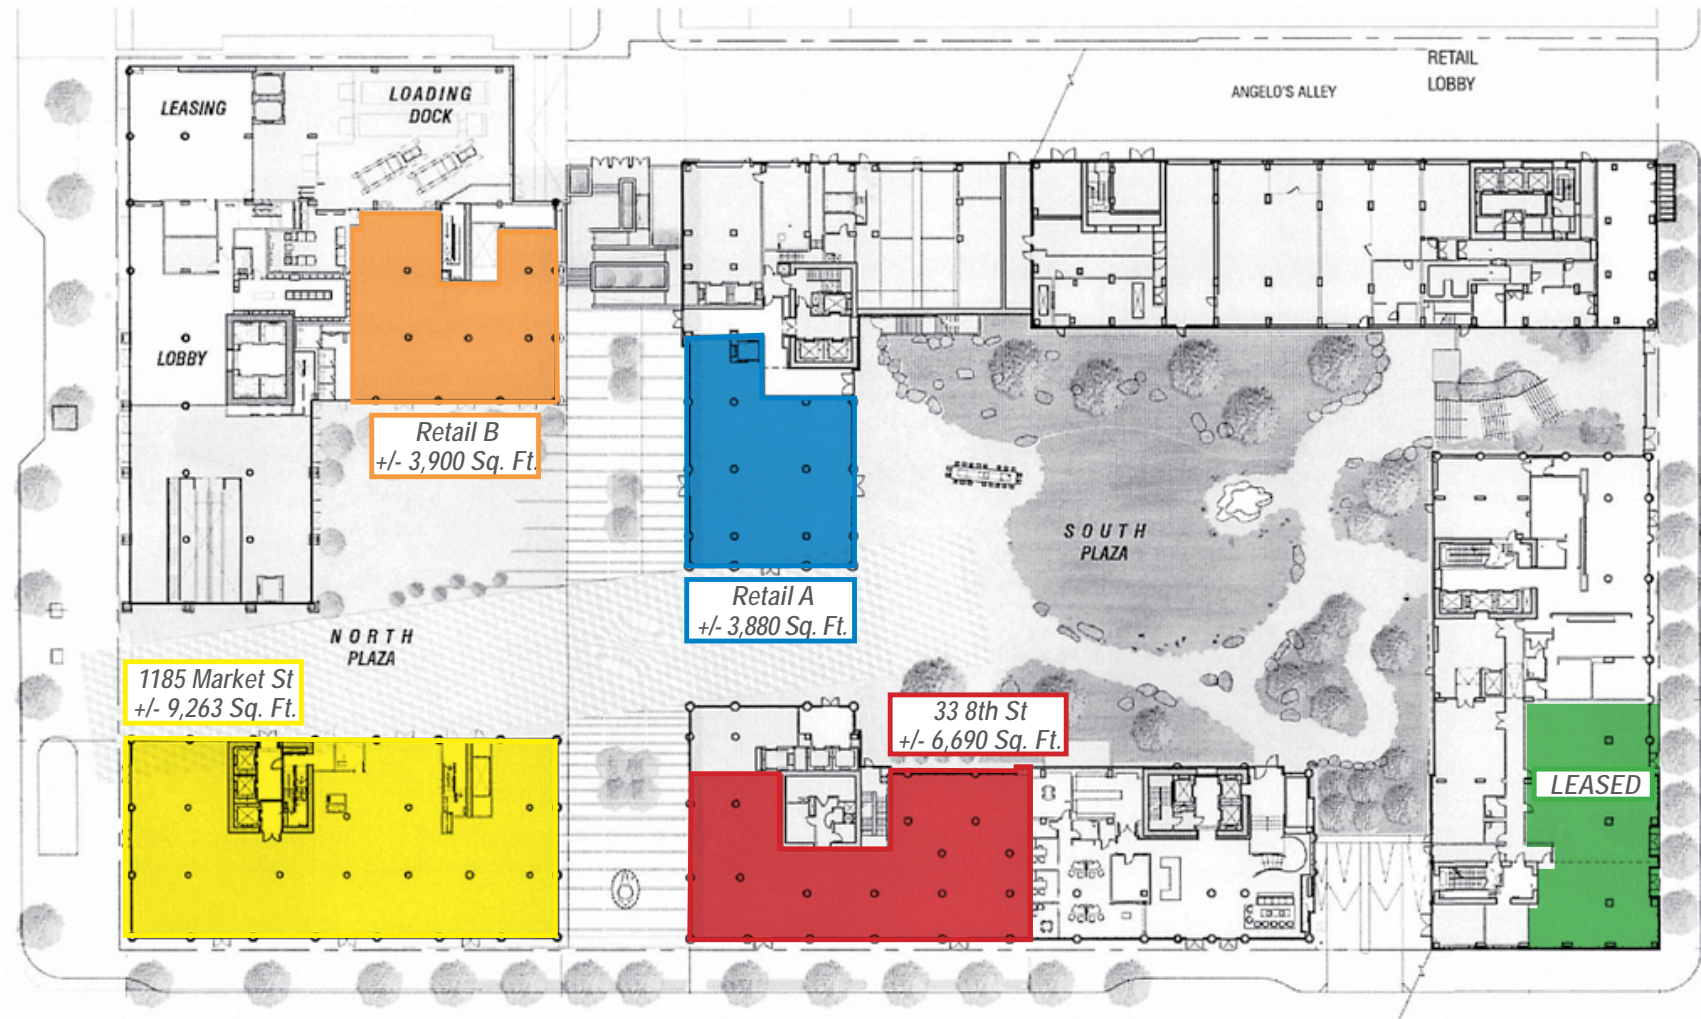 RETAIL
LOBBY
ANGELO'S ALLEY
LEASING
LOADING
DOCK
LOBBY
Retail B
+/- 3,900 Sq. Ft.
SOUTH
PLAZA
Retail A
+/- 3,880 Sq. Ft.
NORTH
PLAZA
1185 Market St
+/- 9,263 Sq. Ft.
33 8th St
+/- 6,690 Sq. Ft.
LEASED